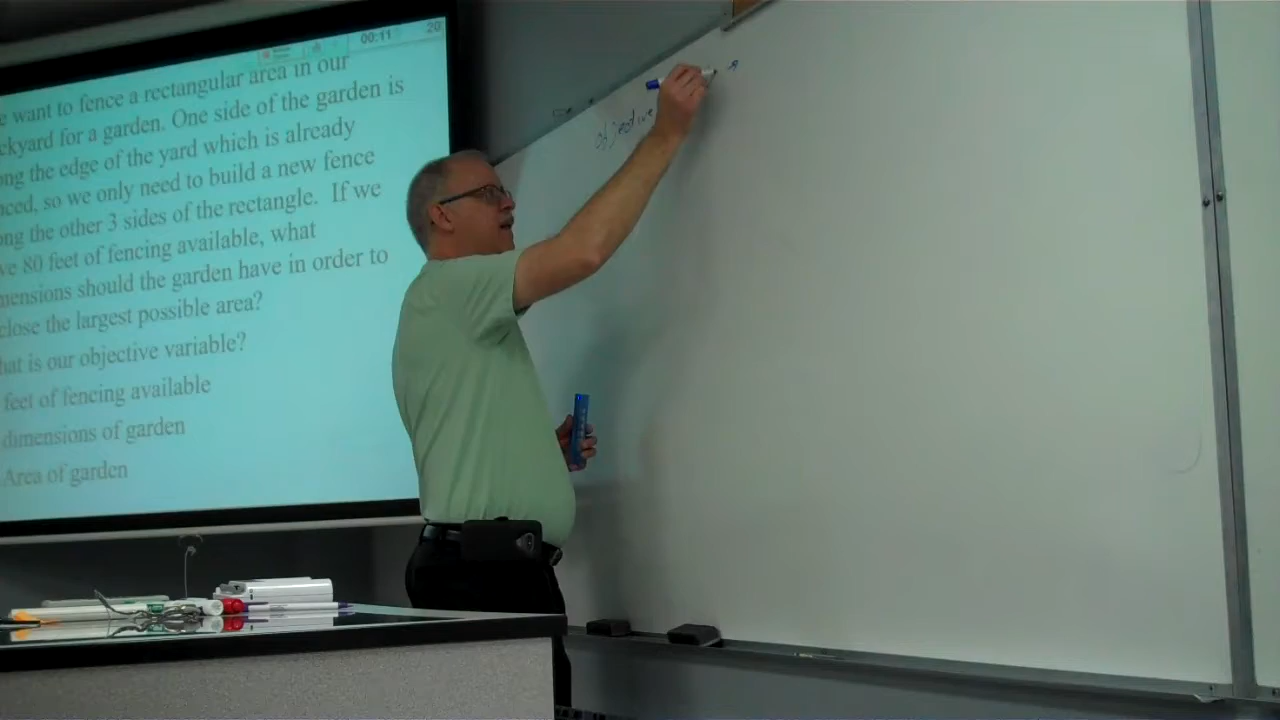 00:11 20
e want to fence a rectangular area in our
ckyard for a garden. One side of the garden is
ong the edge of the yard which is already
nced, so we only need to build a new fence
ong the other 3 sides of the rectangle. If we
ve 80 feet of fencing available, what
mensions should the garden have in order to
close the largest possible area?
hat is our objective variable?
feet of fencing available
dimensions of garden
Area of garden
objective